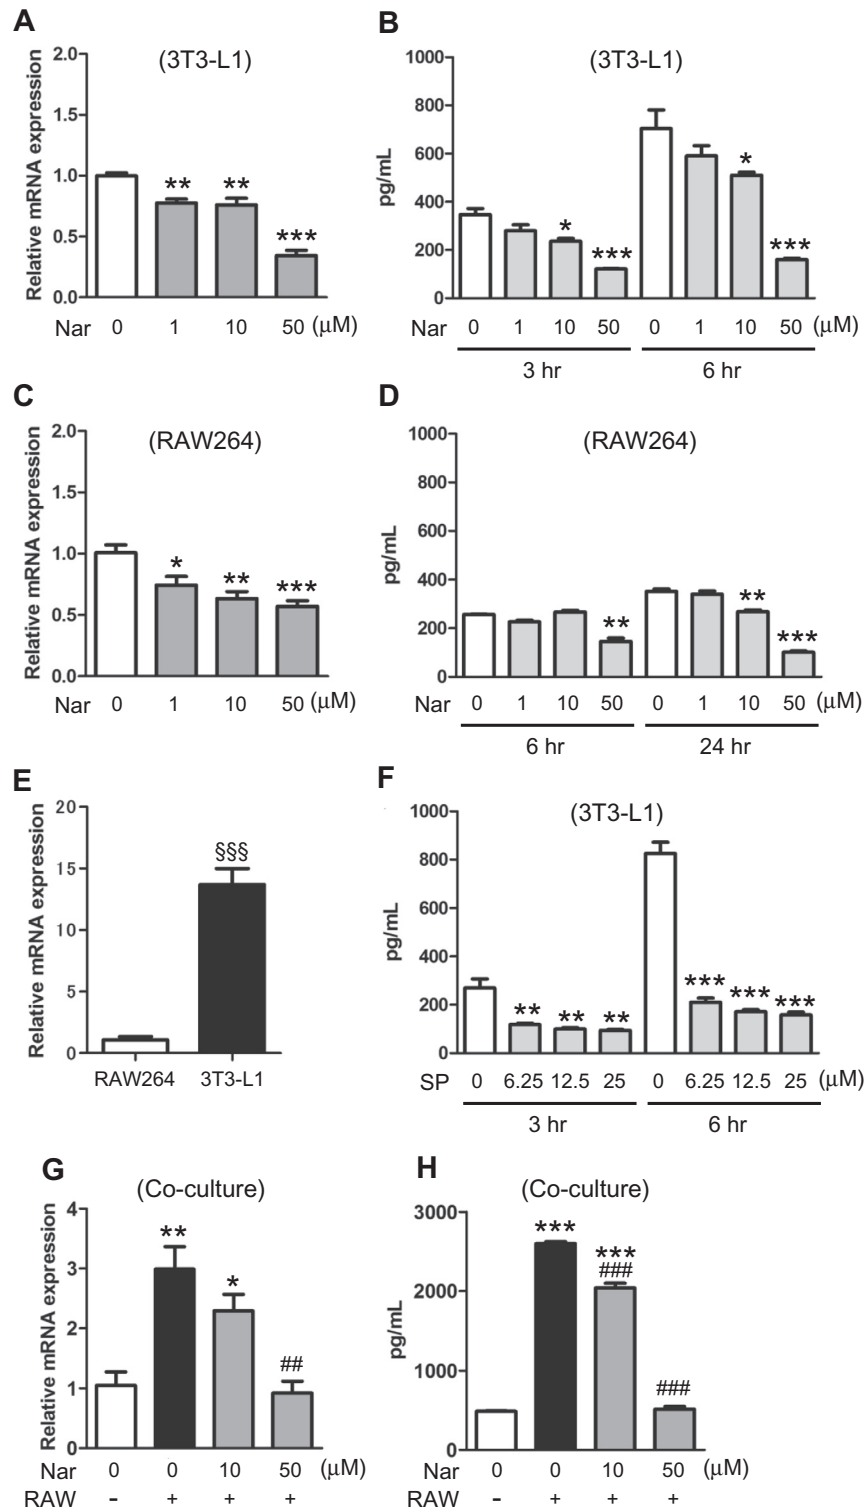 A
(3T3-L1)
Relative mRNA expression
2.0
1.5
1.0
0.5
0.0
** ** ***
Nar 0 1 10 50 (μM)
B
(3T3-L1)
pg/mL
1000
800
600
400
200
0
* *** * ***
Nar 0 1 10 50 0 1 10 50 (μM)
3 hr 6 hr
C
(RAW264)
Relative mRNA expression
2.0
1.5
1.0
0.5
0.0
* ** ***
Nar 0 1 10 50 (μM)
D
(RAW264)
pg/mL
1000
800
600
400
200
0
** ** ***
Nar 0 1 10 50 0 1 10 50 (μM)
6 hr 24 hr
E
Relative mRNA expression
20
15
10
5
0
§§§
RAW264 3T3-L1
F
(3T3-L1)
pg/mL
1000
800
600
400
200
0
** ** ** *** *** ***
SP 0 6.25 12.5 25 0 6.25 12.5 25 (μM)
3 hr 6 hr
G
(Co-culture)
Relative mRNA expression
4
3
2
1
0
** * ##
Nar 0 0 10 50 (μM)
RAW - + + +
H
(Co-culture)
pg/mL
3000
2000
1000
0
*** ***
### ###
Nar 0 0 10 50 (μM)
RAW - + + +